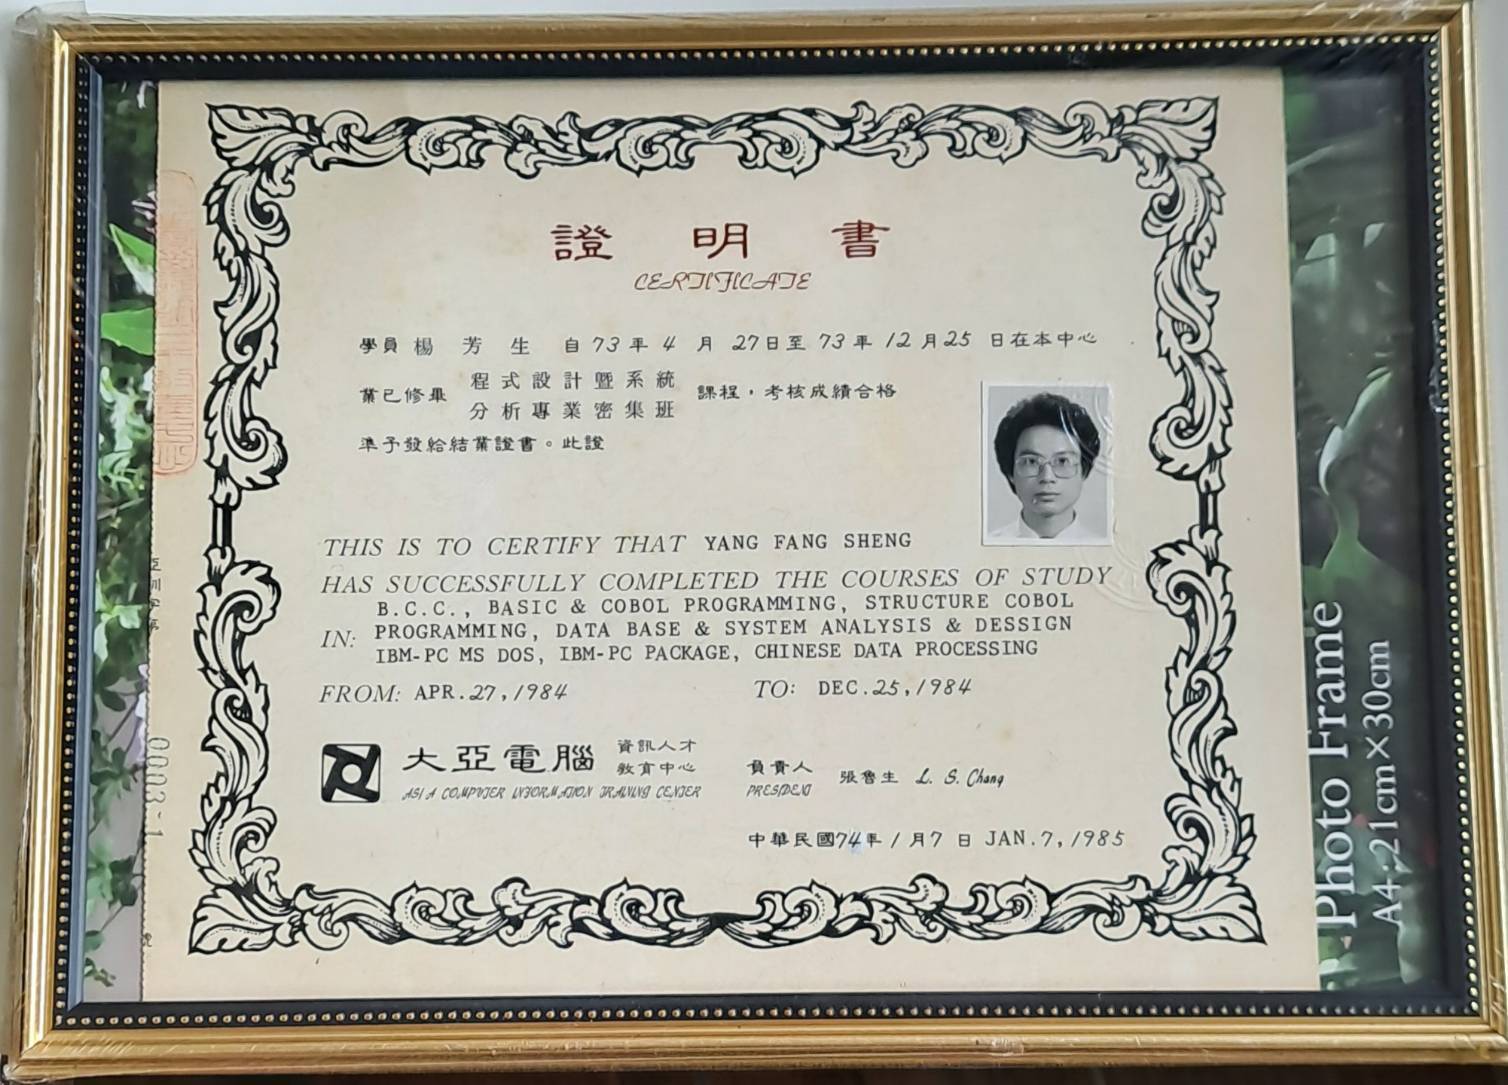 證明書
CERTIFICATE
學員楊芳生自73年4月27日至73年12月25日在本中心
業已修畢程式設計暨系統分析專業密集班課程，考核成績合格
準予發給結業證書。此證
THIS IS TO CERTIFY THAT YANG FANG SHENG
HAS SUCCESSFULLY COMPLETED THE COURSES OF STUDY
IN: B.C.C., BASIC & COBOL PROGRAMMING, STRUCTURE COBOL
PROGRAMMING, DATA BASE & SYSTEM ANALYSIS & DESSIGN
IBM-PC MS DOS, IBM-PC PACKAGE, CHINESE DATA PROCESSING
FROM: APR.27,1984 TO: DEC.25,1984
大亞電腦 資訊人才教育中心
ASIA COMPUTER INFORMATION TRAINING CENTER
負責人 張魯生 L. S. Chang
PRESIDENT
中華民國74年1月7日 JAN.7,1985
0003-1
號
Photo Frame
A4:21cm×30cm